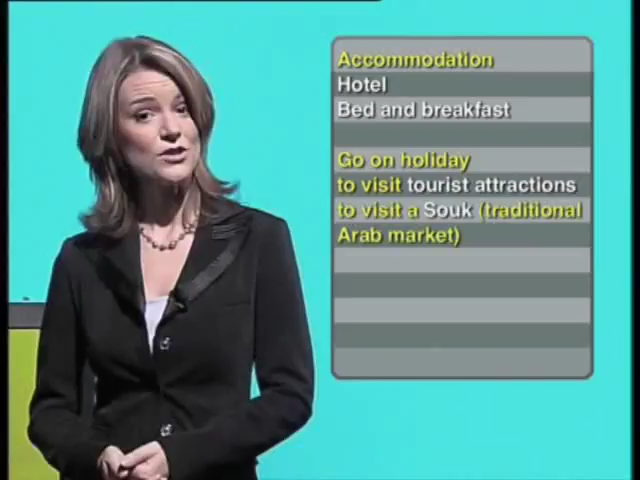 Accommodation
Hotel
Bed and breakfast
Go on holiday
to visit tourist attractions
to visit a Souk (traditional
Arab market)